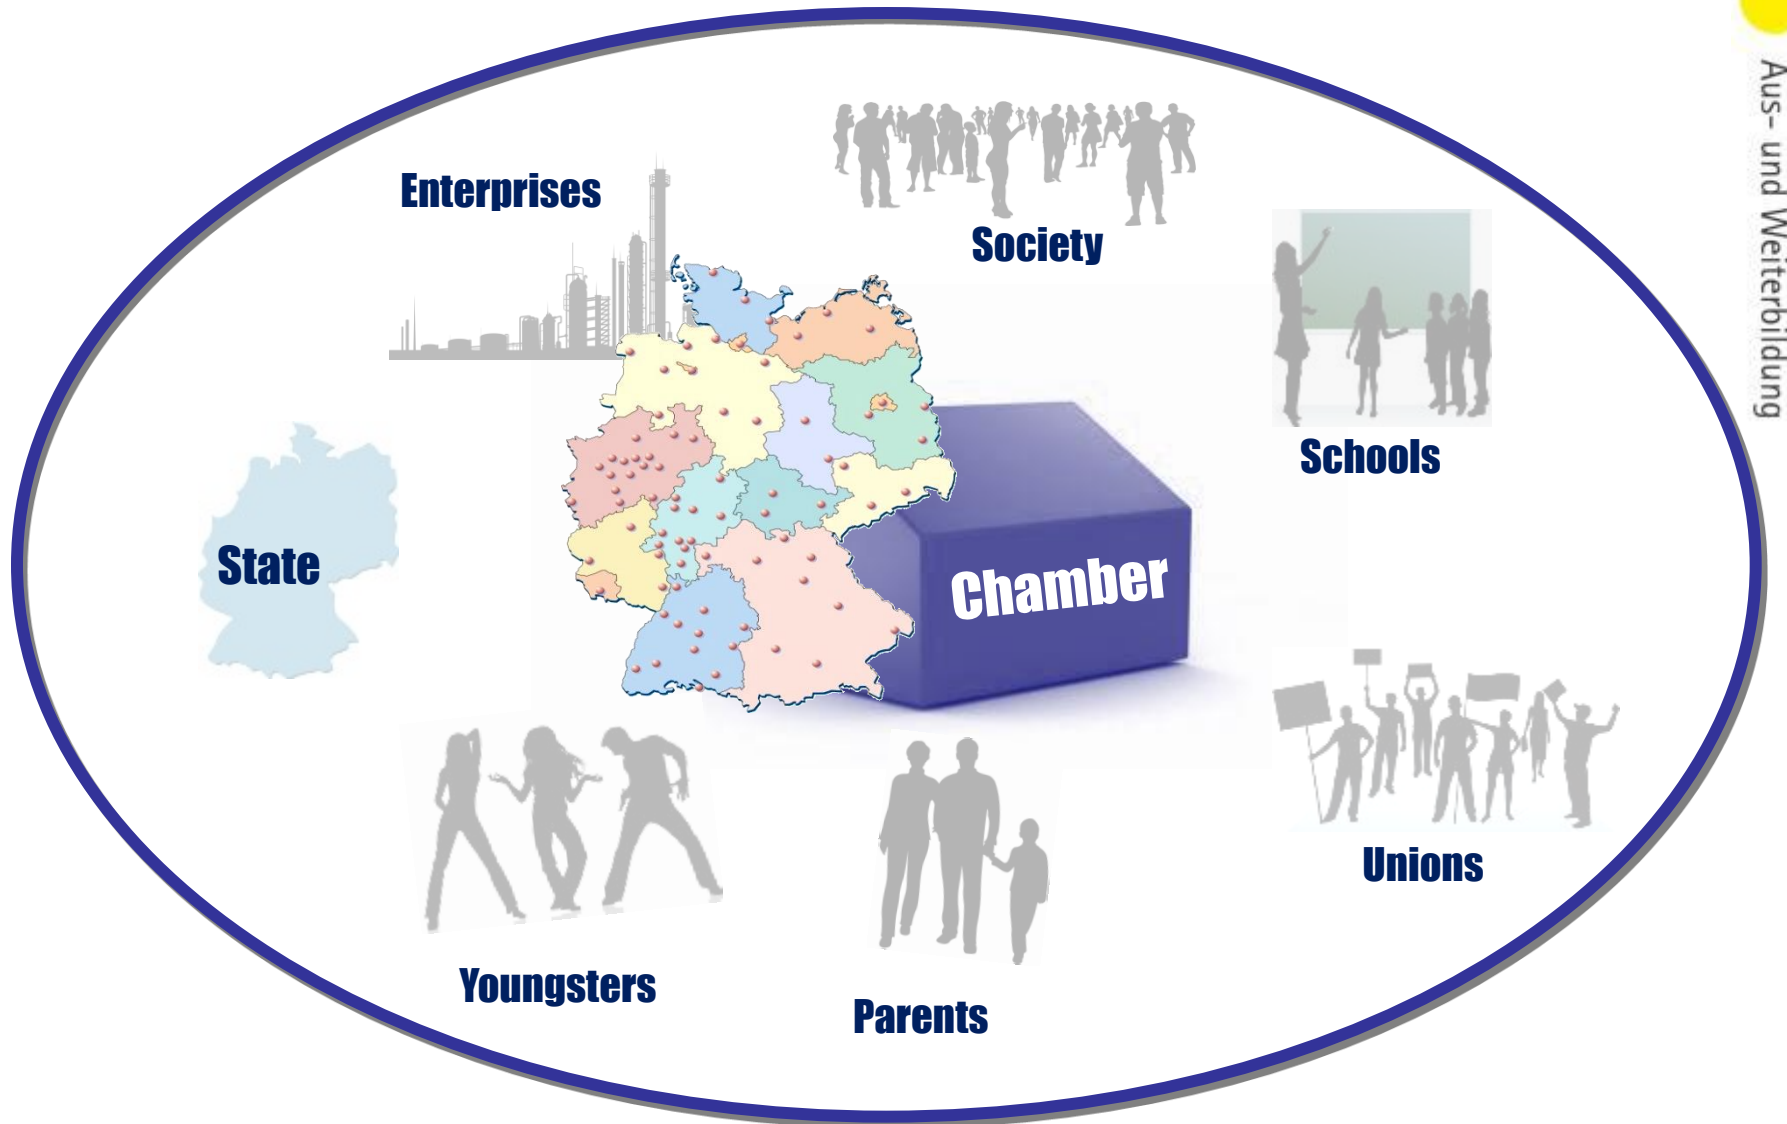 Enterprises
Society
Schools
State
Chamber
Unions
Youngsters
Parents
Aus- und Weiterbildung